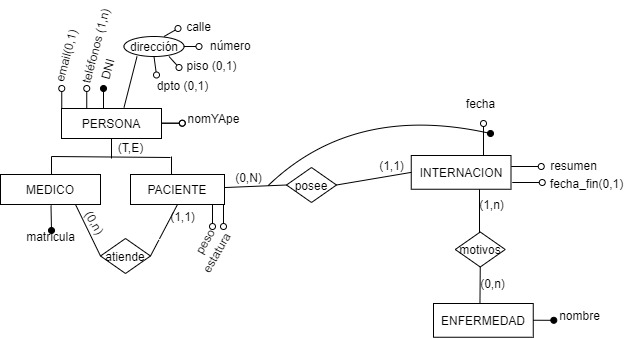 calle
dirección
número
piso (0,1)
dpto (0,1)
email(0,1)
teléfonos (1,n)
DNI
PERSONA
nomYApe
(T,E)
fecha
MEDICO
PACIENTE
(0,N)
posee
(1,1)
INTERNACION
resumen
fecha_fin(0,1)
matricula
(0,n)
atiende
(1,1)
peso
estatura
(1,n)
motivos
(0,n)
ENFERMEDAD
nombre